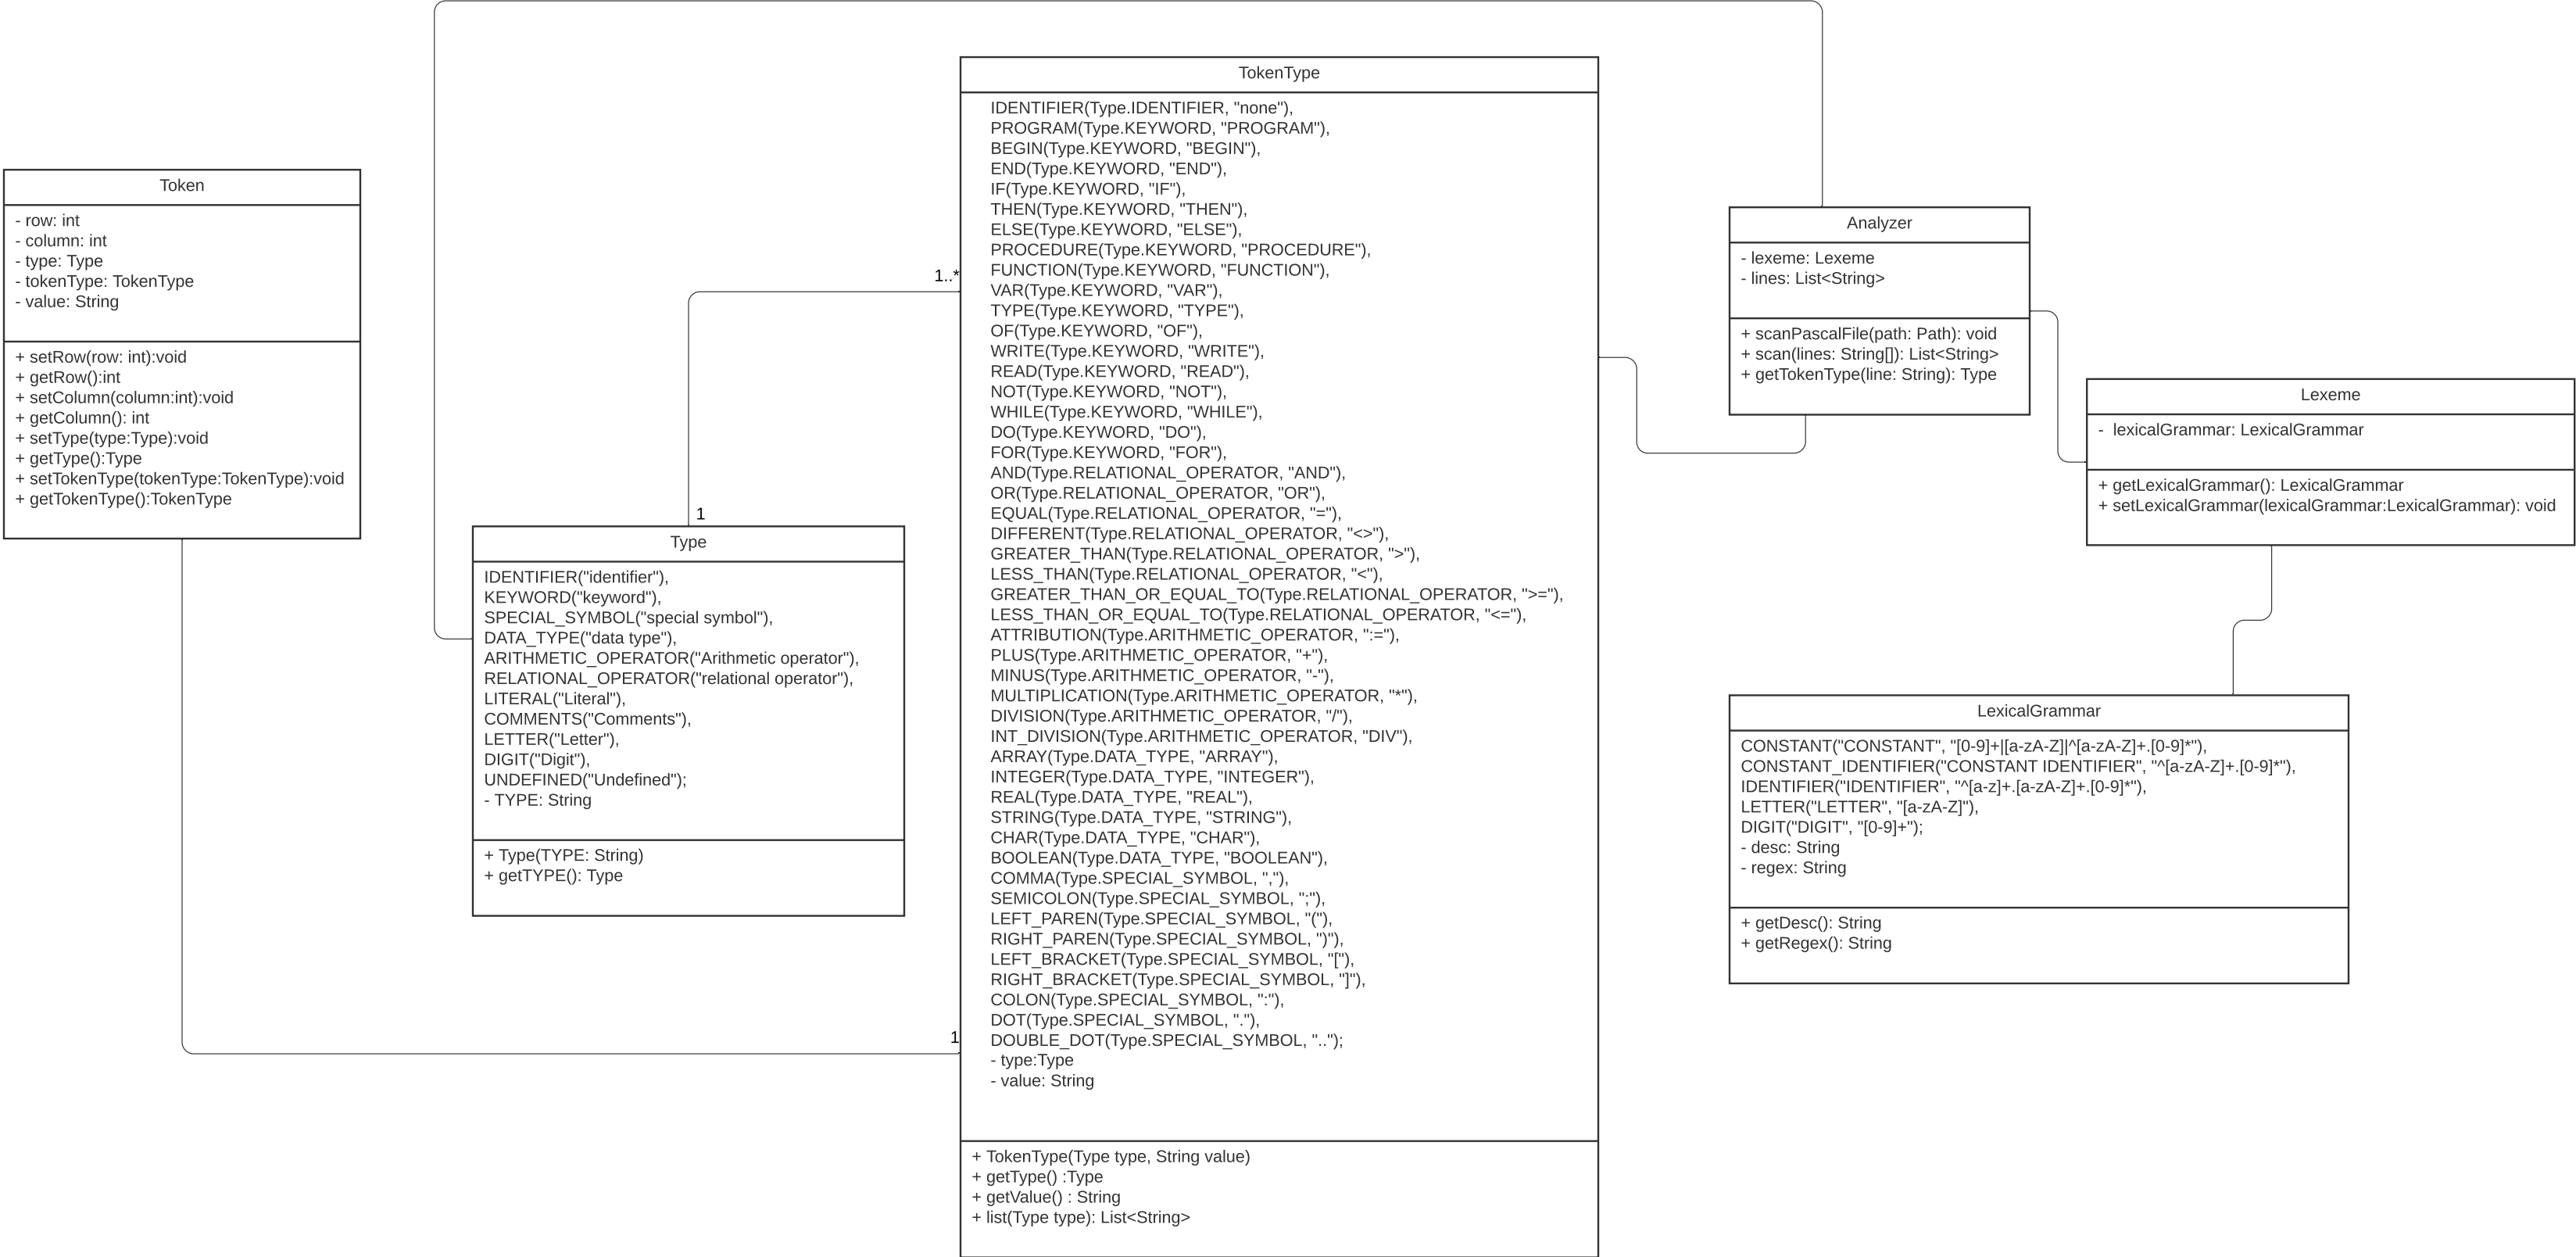 Token
- row: int
- column: int
- type: Type
- tokenType: TokenType
- value: String
+ setRow(row: int):void
+ getRow():int
+ setColumn(column:int):void
+ getColumn(): int
+ setType(type:Type):void
+ getType():Type
+ setTokenType(tokenType:TokenType):void
+ getTokenType():TokenType
1
Type
IDENTIFIER("identifier"),
KEYWORD("keyword"),
SPECIAL_SYMBOL("special symbol"),
DATA_TYPE("data type"),
ARITHMETIC_OPERATOR("Arithmetic operator"),
RELATIONAL_OPERATOR("relational operator"),
LITERAL("Literal"),
COMMENTS("Comments"),
LETTER("Letter"),
DIGIT("Digit"),
UNDEFINED("Undefined");
- TYPE: String
+ Type(TYPE: String)
+ getTYPE(): Type
1..*
1
TokenType
IDENTIFIER(Type.IDENTIFIER, "none"),
PROGRAM(Type.KEYWORD, "PROGRAM"),
BEGIN(Type.KEYWORD, "BEGIN"),
END(Type.KEYWORD, "END"),
IF(Type.KEYWORD, "IF"),
THEN(Type.KEYWORD, "THEN"),
ELSE(Type.KEYWORD, "ELSE"),
PROCEDURE(Type.KEYWORD, "PROCEDURE"),
FUNCTION(Type.KEYWORD, "FUNCTION"),
VAR(Type.KEYWORD, "VAR"),
TYPE(Type.KEYWORD, "TYPE"),
OF(Type.KEYWORD, "OF"),
WRITE(Type.KEYWORD, "WRITE"),
READ(Type.KEYWORD, "READ"),
NOT(Type.KEYWORD, "NOT"),
WHILE(Type.KEYWORD, "WHILE"),
DO(Type.KEYWORD, "DO"),
FOR(Type.KEYWORD, "FOR"),
AND(Type.RELATIONAL_OPERATOR, "AND"),
OR(Type.RELATIONAL_OPERATOR, "OR"),
EQUAL(Type.RELATIONAL_OPERATOR, "="),
DIFFERENT(Type.RELATIONAL_OPERATOR, "<>"),
GREATER_THAN(Type.RELATIONAL_OPERATOR, ">"),
LESS_THAN(Type.RELATIONAL_OPERATOR, "<"),
GREATER_THAN_OR_EQUAL_TO(Type.RELATIONAL_OPERATOR, ">="),
LESS_THAN_OR_EQUAL_TO(Type.RELATIONAL_OPERATOR, "<="),
ATTRIBUTION(Type.ARITHMETIC_OPERATOR, ":="),
PLUS(Type.ARITHMETIC_OPERATOR, "+"),
MINUS(Type.ARITHMETIC_OPERATOR, "-"),
MULTIPLICATION(Type.ARITHMETIC_OPERATOR, "*"),
DIVISION(Type.ARITHMETIC_OPERATOR, "/"),
INT_DIVISION(Type.ARITHMETIC_OPERATOR, "DIV"),
ARRAY(Type.DATA_TYPE, "ARRAY"),
INTEGER(Type.DATA_TYPE, "INTEGER"),
REAL(Type.DATA_TYPE, "REAL"),
STRING(Type.DATA_TYPE, "STRING"),
CHAR(Type.DATA_TYPE, "CHAR"),
BOOLEAN(Type.DATA_TYPE, "BOOLEAN"),
COMMA(Type.SPECIAL_SYMBOL, ","),
SEMICOLON(Type.SPECIAL_SYMBOL, ";"),
LEFT_PAREN(Type.SPECIAL_SYMBOL, "("),
RIGHT_PAREN(Type.SPECIAL_SYMBOL, ")"),
LEFT_BRACKET(Type.SPECIAL_SYMBOL, "["),
RIGHT_BRACKET(Type.SPECIAL_SYMBOL, "]"),
COLON(Type.SPECIAL_SYMBOL, ":"),
DOT(Type.SPECIAL_SYMBOL, "."),
DOUBLE_DOT(Type.SPECIAL_SYMBOL, "..");
- type:Type
- value: String
+ TokenType(Type type, String value)
+ getType() :Type
+ getValue() : String
+ list(Type type): List<String>
Analyzer
- lexeme: Lexeme
- lines: List<String>
+ scanPascalFile(path: Path): void
+ scan(lines: String[]): List<String>
+ getTokenType(line: String): Type
Lexeme
- lexicalGrammar: LexicalGrammar
+ getLexicalGrammar(): LexicalGrammar
+ setLexicalGrammar(lexicalGrammar:LexicalGrammar): void
LexicalGrammar
CONSTANT("CONSTANT", "[0-9]+|[a-zA-Z]|^[a-zA-Z]+.[0-9]*"),
CONSTANT_IDENTIFIER("CONSTANT IDENTIFIER", "^[a-zA-Z]+.[0-9]*"),
IDENTIFIER("IDENTIFIER", "^[a-z]+.[a-zA-Z]+.[0-9]*"),
LETTER("LETTER", "[a-zA-Z]"),
DIGIT("DIGIT", "[0-9]+");
- desc: String
- regex: String
+ getDesc(): String
+ getRegex(): String